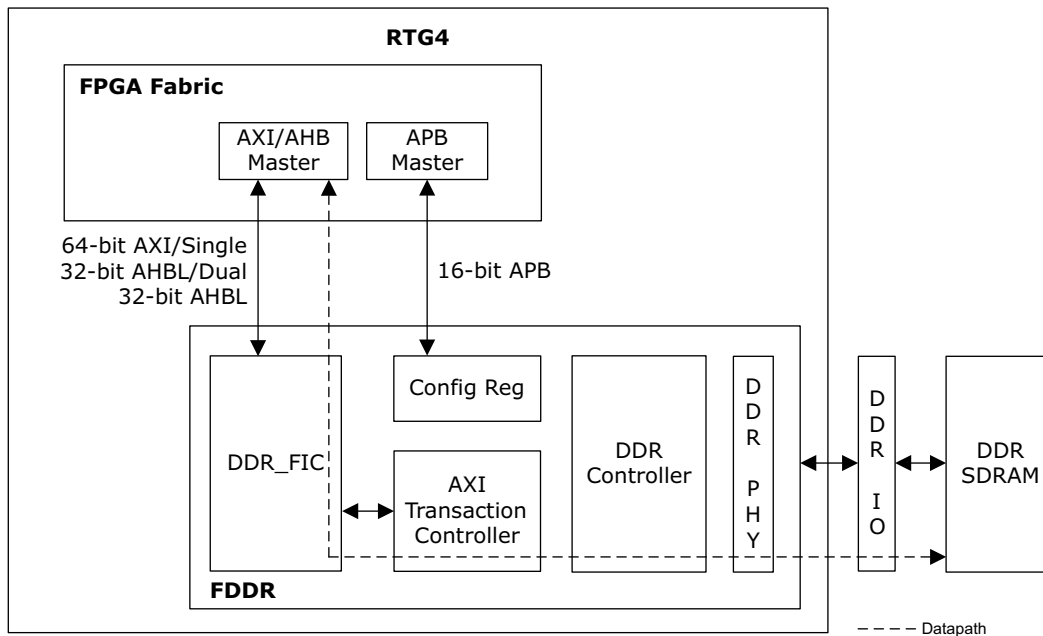 RTG4
FPGA Fabric
AXI/AHB
Master
APB
Master
64-bit AXI/Single
32-bit AHBL/Dual
32-bit AHBL
16-bit APB
DDR_FIC
Config Reg
AXI
Transaction
Controller
DDR
Controller
D
D
R
P
H
Y
D
D
R
I
O
DDR
SDRAM
FDDR
Datapath